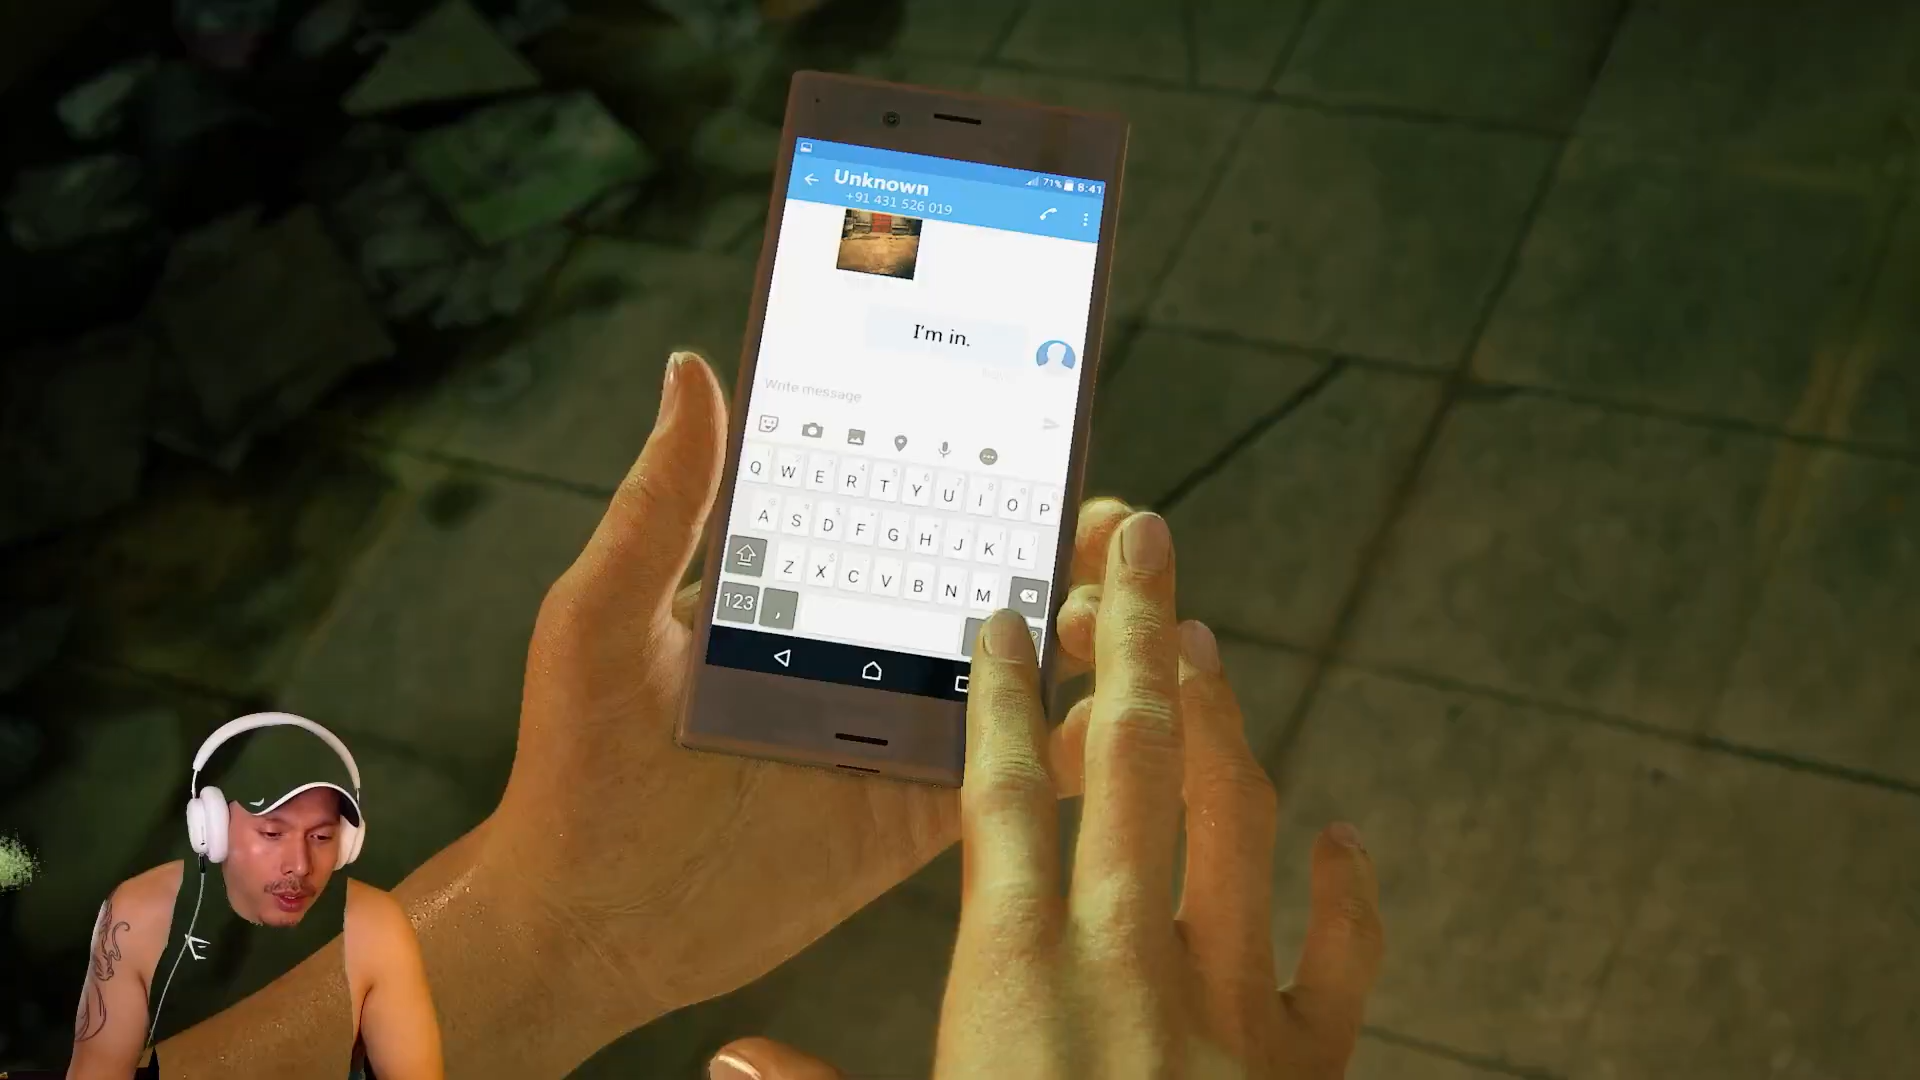 71% 8:41
Unknown
+91 431 526 019
I'm in.
Write message
Q W E R T Y U I O P
A S D F G H J K L
Z X C V B N M
123 ,